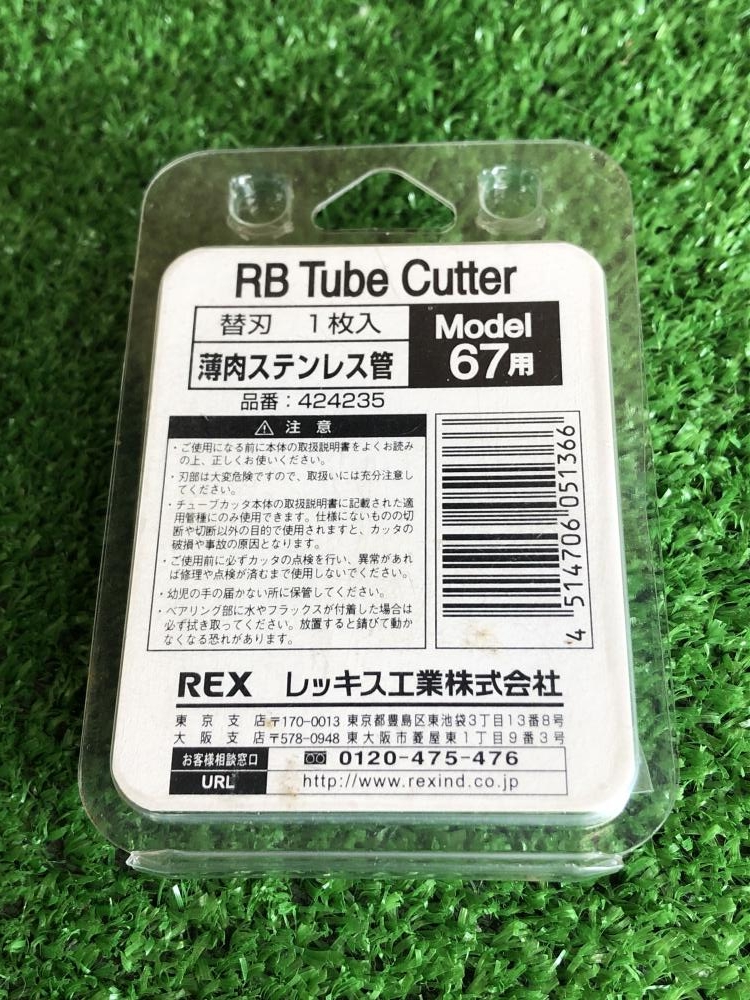 RB Tube Cutter
替刃 1枚入
薄肉ステンレス管
Model
67用
品番:424235
⚠ 注意
・ご使用になる前に本体の取扱説明書をよくお読み
の上、正しくお使いください。
・刃部は大変危険ですので、取扱いには充分注意し
てください。
・チューブカッタ本体の取扱説明書に記載された適
用管種にのみ使用できます。仕様にないものの切
断や切断以外の目的で使用されますと、カッタの
破損や事故の原因となります。
・ご使用前に必ずカッタの点検を行い、異常があれ
ば修理や点検が済むまで使用しないでください。
・幼児の手の届かない所に保管してください。
・ベアリング部に水やフラックスが付着した場合は
必ず拭き取ってください。放置すると錆びて動か
なくなる恐れがあります。
4 514706 051366
REX レッキス工業株式会社
東京支店 〒170-0013 東京都豊島区東池袋3丁目13番8号
大阪支店 〒578-0948 東大阪市菱屋東1丁目9番3号
お客様相談窓口 0120-475-476
URL http://www.rexind.co.jp